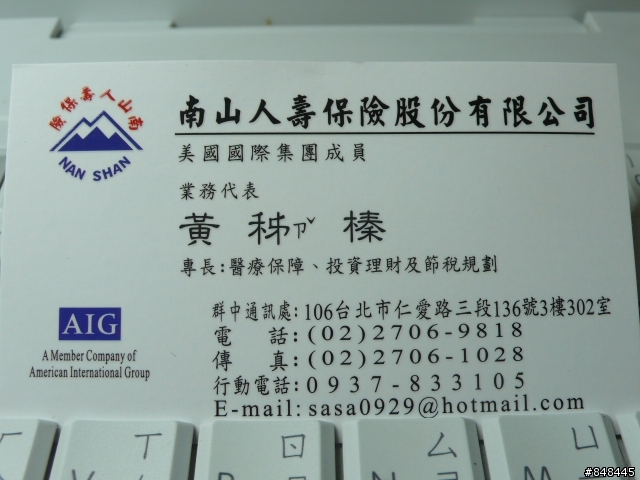 南山人壽保險
NAN SHAN
南山人壽保險股份有限公司
美國國際集團成員
業務代表
黃秭ㄗˇ榛
專長:醫療保障、投資理財及節稅規劃
AIG
A Member Company of
American International Group
群中通訊處:106台北市仁愛路三段136號3樓302室
電話:(02)2706-9818
傳真:(02)2706-1028
行動電話:0937-833105
E-mail:sasa0929@hotmail.com
ㄒ ㄖ ㄙ ㄩ
#848445